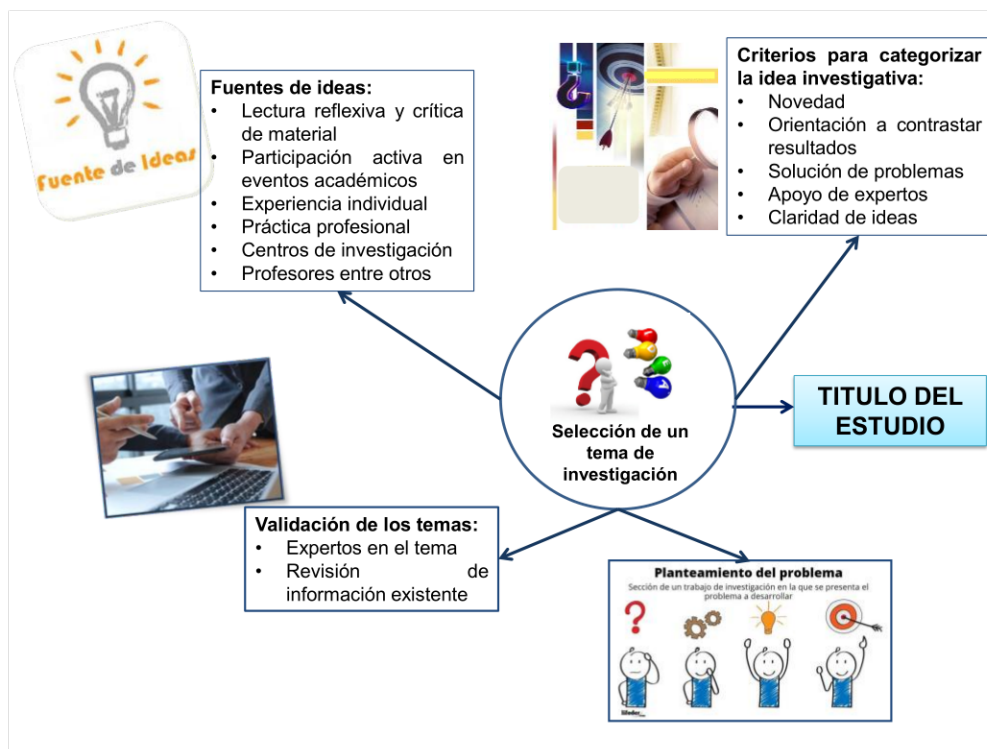 Fuente de Ideas
Fuentes de ideas:
• Lectura reflexiva y crítica
de material
• Participación activa en
eventos académicos
• Experiencia individual
• Práctica profesional
• Centros de investigación
• Profesores entre otros
Criterios para categorizar
la idea investigativa:
• Novedad
• Orientación a contrastar
resultados
• Solución de problemas
• Apoyo de expertos
• Claridad de ideas
Selección de un
tema de
investigación
TITULO DEL
ESTUDIO
Validación de los temas:
• Expertos en el tema
• Revisión de
información existente
Planteamiento del problema
Sección de un trabajo de investigación en la que se presenta el
problema a desarrollar
lifeder